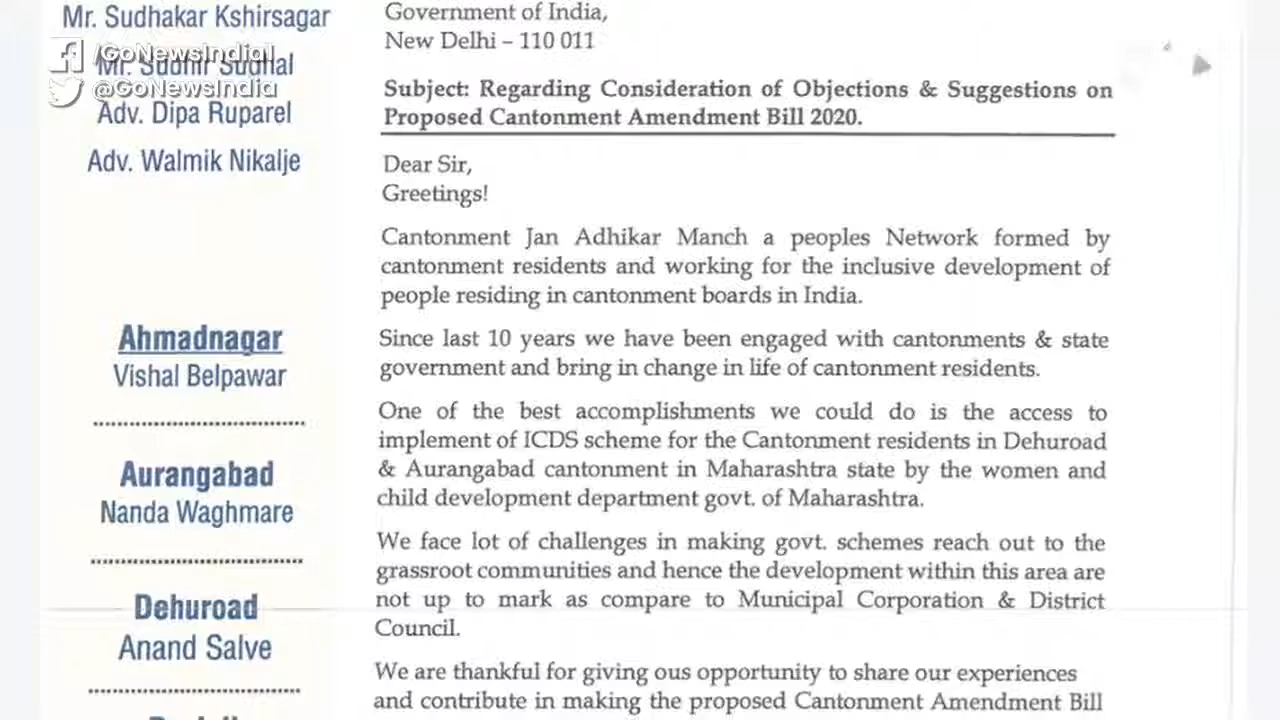 Mr. Sudhakar Kshirsagar
/GoNewsIndia
Mr. Sudhir
@GoNewsIndia
Adv. Dipa Ruparel
Adv. Walmik Nikalje
Ahmadnagar
Vishal Belpawar
Aurangabad
Nanda Waghmare
Dehuroad
Anand Salve
Government of India,
New Delhi – 110 011
Subject: Regarding Consideration of Objections & Suggestions on
Proposed Cantonment Amendment Bill 2020.
Dear Sir,
Greetings!
Cantonment Jan Adhikar Manch a peoples Network formed by
cantonment residents and working for the inclusive development of
people residing in cantonment boards in India.
Since last 10 years we have been engaged with cantonments & state
government and bring in change in life of cantonment residents.
One of the best accomplishments we could do is the access to
implement of ICDS scheme for the Cantonment residents in Dehuroad
& Aurangabad cantonment in Maharashtra state by the women and
child development department govt. of Maharashtra.
We face lot of challenges in making govt. schemes reach out to the
grassroot communities and hence the development within this area are
not up to mark as compare to Municipal Corporation & District
Council.
We are thankful for giving ous opportunity to share our experiences
and contribute in making the proposed Cantonment Amendment Bill